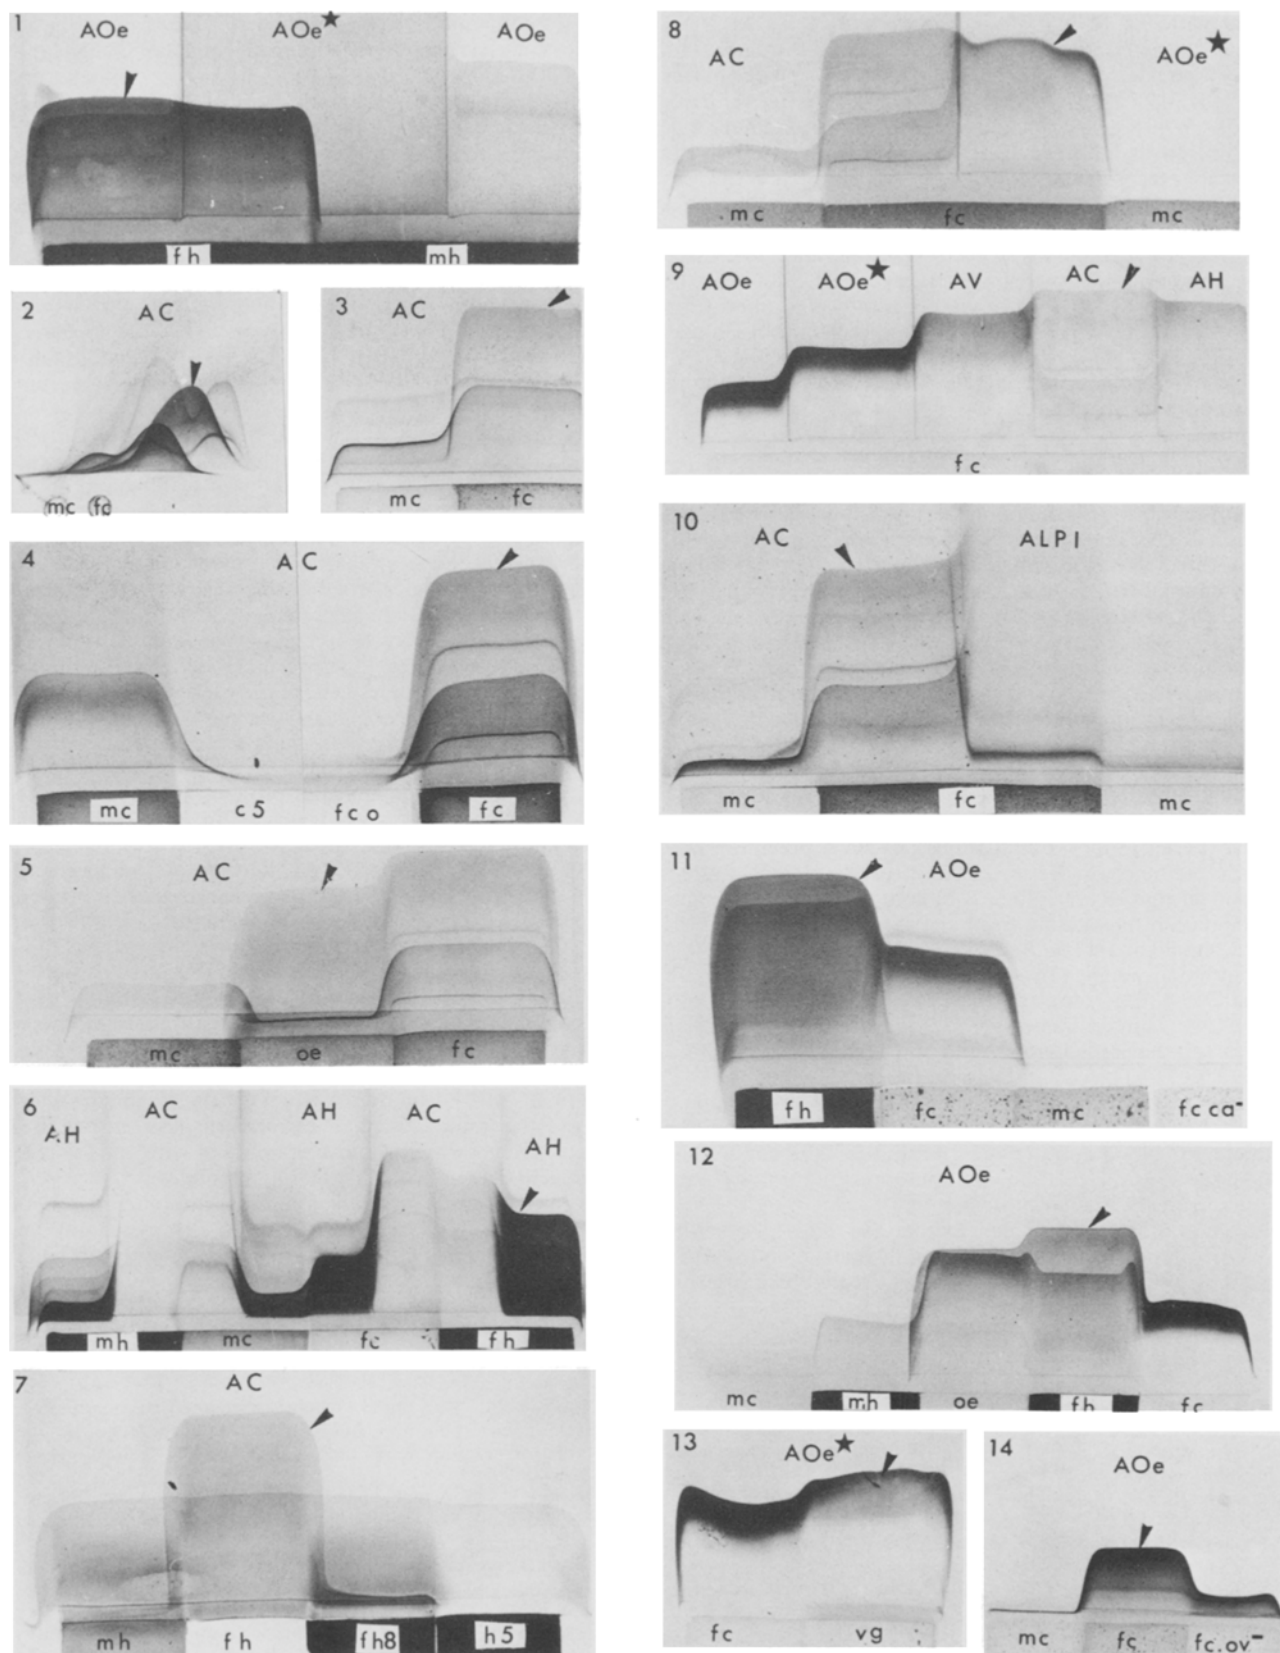 1
AOe AOe★ AOe
fh mh
2
AC
mc fc
3
AC
mc fc
4
AC
mc c5 fco fc
5
AC
mc oe fc
6
AH AC AH AC AH
mh mc fc fh
7
AC
mh fh fh8 h5
8
AC AOe★
mc fc mc
9
AOe AOe★ AV AC AH
fc
10
AC ALPI
mc fc mc
11
AOe
fh fc mc fc ca-
12
AOe
mc mh oe fh fc
13
AOe★
fc vg
14
AOe
mc fc fc.ov-